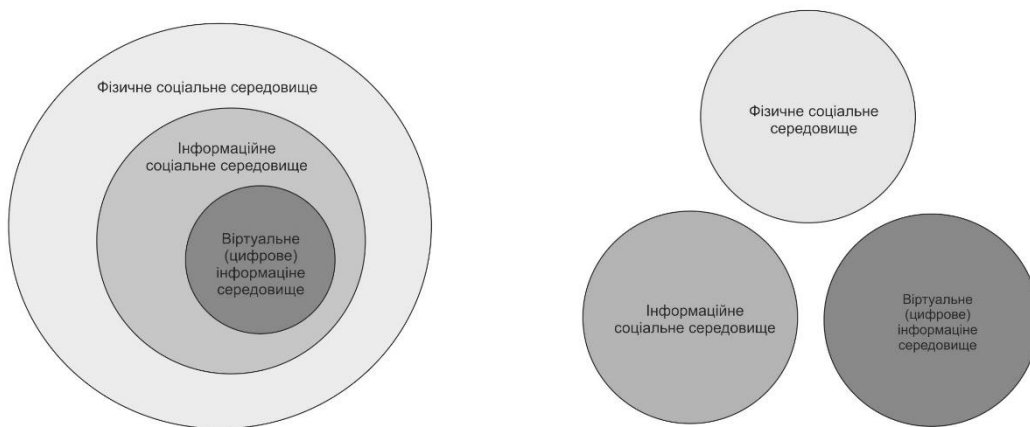 Фізичне соціальне середовище
Інформаційне
соціальне середовище
Віртуальне
(цифрове)
інформаціне
середовище
Фізичне соціальне
середовище
Інформаційне
соціальне середовище
Віртуальне
(цифрове)
інформаціне
середовище